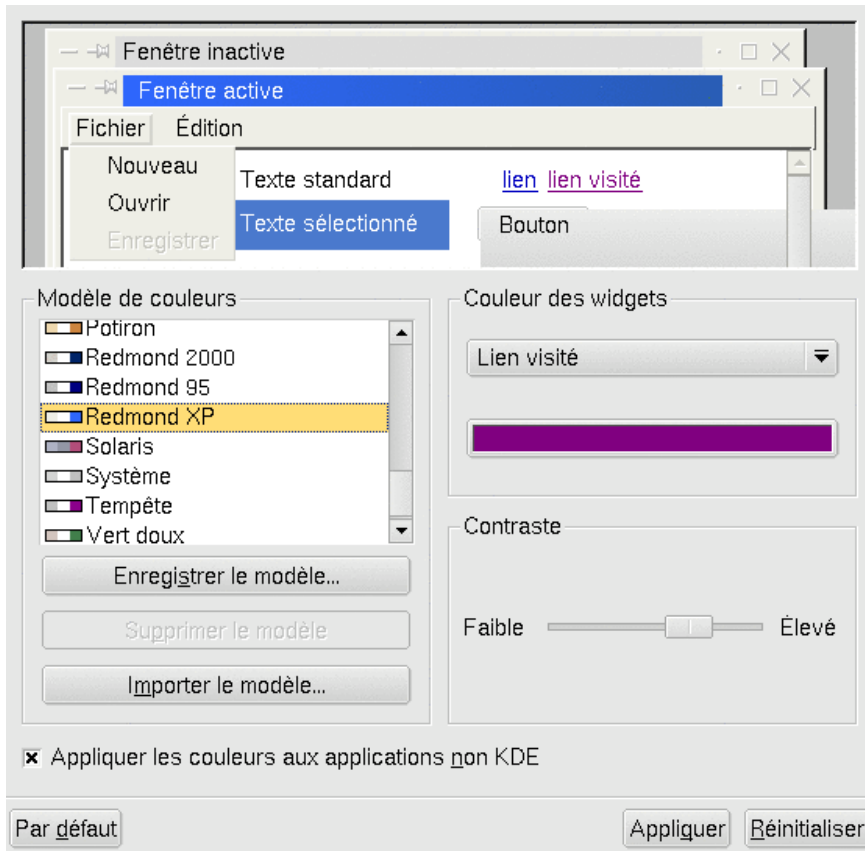 Fenêtre inactive
Fenêtre active
Fichier Édition
Nouveau
Ouvrir
Enregistrer
Texte standard lien lien visité
Texte sélectionné Bouton
Modèle de couleurs
Potiron
Redmond 2000
Redmond 95
Redmond XP
Solaris
Système
Tempête
Vert doux
Enregistrer le modèle...
Supprimer le modèle
Importer le modèle...
Couleur des widgets
Lien visité
Contraste
Faible Élevé
Appliquer les couleurs aux applications non KDE
Par défaut Appliquer Réinitialiser